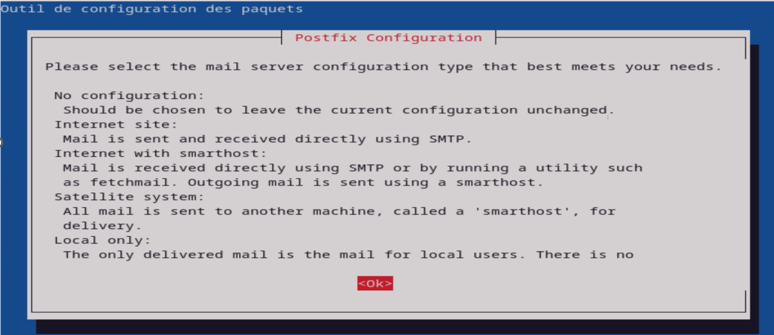 Outil de configuration des paquets
Postfix Configuration
Please select the mail server configuration type that best meets your needs.
No configuration:
Should be chosen to leave the current configuration unchanged.
Internet site:
Mail is sent and received directly using SMTP.
Internet with smarthost:
Mail is received directly using SMTP or by running a utility such
as fetchmail. Outgoing mail is sent using a smarthost.
Satellite system:
All mail is sent to another machine, called a 'smarthost', for
delivery.
Local only:
The only delivered mail is the mail for local users. There is no
<Ok>